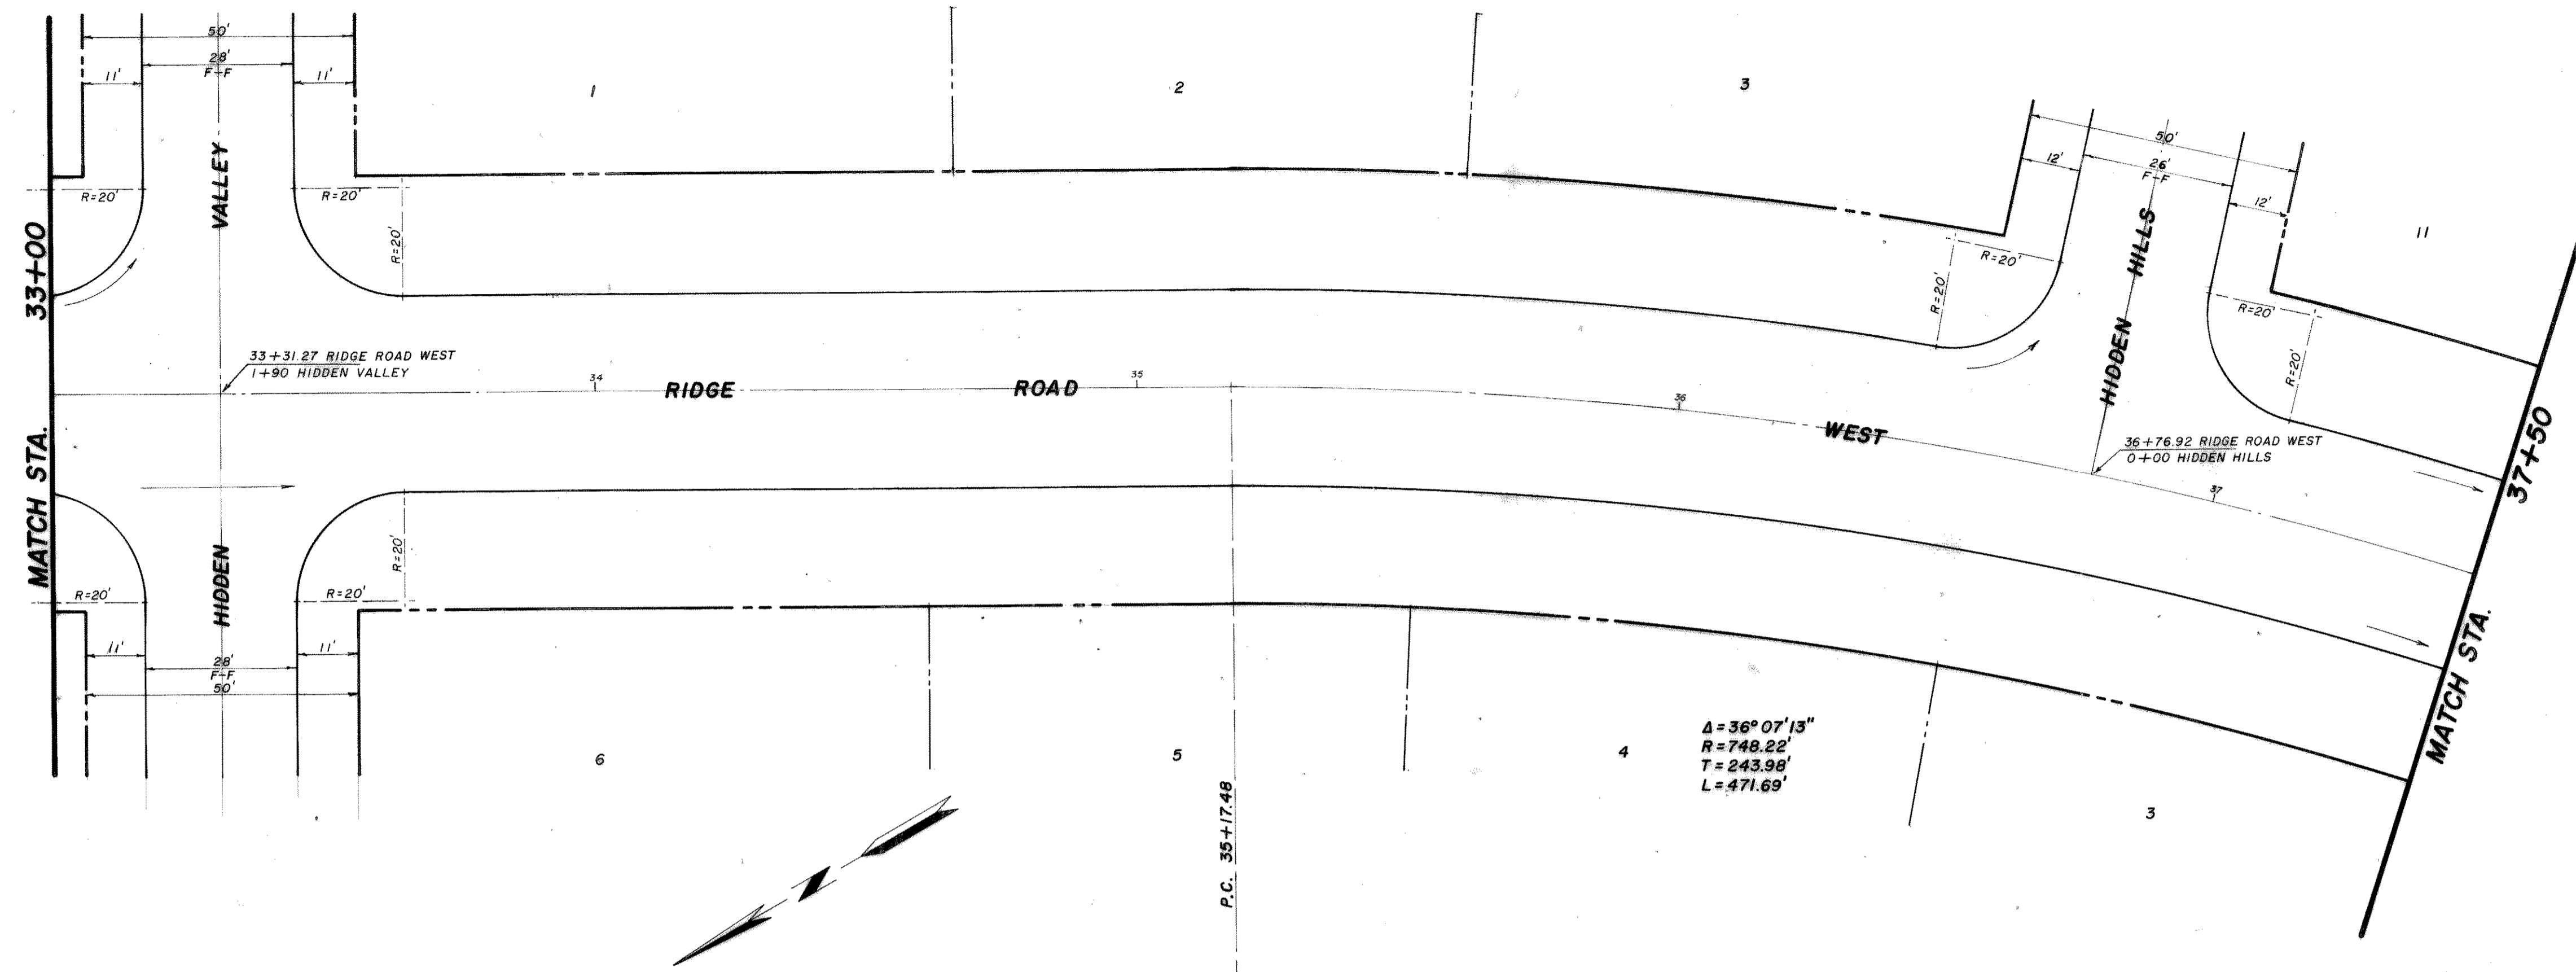 50'
28'
F-F
11'
11'
1
2
3
50'
12'
26'
F-F
12'
11
R=20'
R=20'
R=20'
R=20'
R=20'
R=20'
R=20'
VALLEY
HIDDEN
HIDDEN HILLS
MATCH STA. 33+00
33+31.27 RIDGE ROAD WEST
1+90 HIDDEN VALLEY
34
RIDGE ROAD WEST
35
36
36+76.92 RIDGE ROAD WEST
0+00 HIDDEN HILLS
37
MATCH STA. 37+50
R=20'
R=20'
R=20'
11'
11'
28'
F-F
50'
6
5
4
3
Δ=36°07'13"
R=748.22'
T=243.98'
L=471.69'
P.C. 35+17.48
N